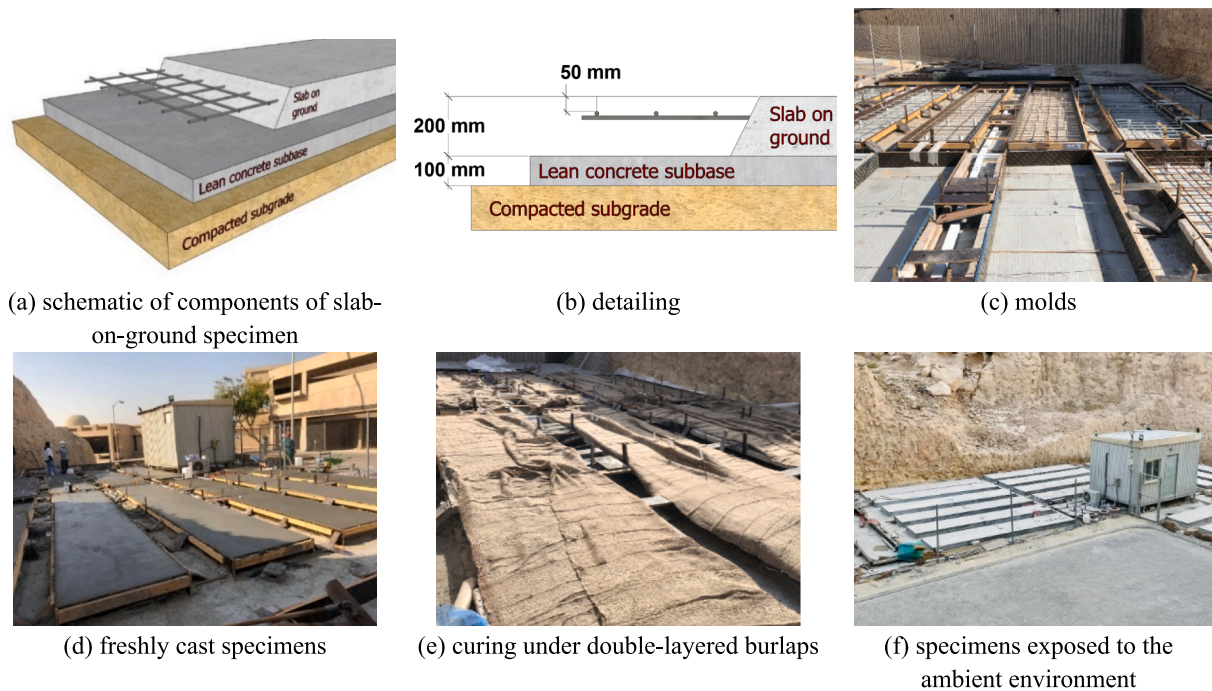 Slab on
ground
Lean concrete subbase
Compacted subgrade
50 mm
200 mm
100 mm
Slab on
ground
Lean concrete subbase
Compacted subgrade
(a) schematic of components of slab-
on-ground specimen
(b) detailing
(c) molds
(d) freshly cast specimens
(e) curing under double-layered burlaps
(f) specimens exposed to the
ambient environment